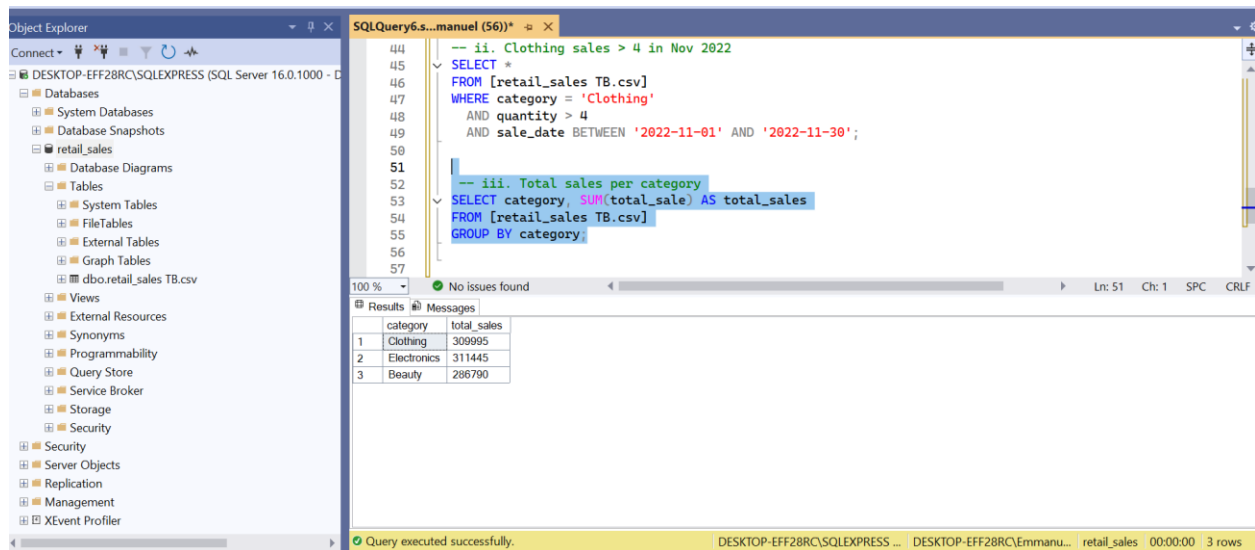 Object Explorer
Connect
DESKTOP-EFF28RC\SQLEXPRESS (SQL Server 16.0.1000 - D
Databases
System Databases
Database Snapshots
retail_sales
Database Diagrams
Tables
System Tables
FileTables
External Tables
Graph Tables
dbo.retail_sales TB.csv
Views
External Resources
Synonyms
Programmability
Query Store
Service Broker
Storage
Security
Security
Server Objects
Replication
Management
XEvent Profiler
SQLQuery6.s...manuel (56))*
44 -- ii. Clothing sales > 4 in Nov 2022
45 SELECT *
46 FROM [retail_sales TB.csv]
47 WHERE category = 'Clothing'
48 AND quantity > 4
49 AND sale_date BETWEEN '2022-11-01' AND '2022-11-30';
50
51
52 -- iii. Total sales per category
53 SELECT category, SUM(total_sale) AS total_sales
54 FROM [retail_sales TB.csv]
55 GROUP BY category;
56
57
100 % No issues found Ln: 51 Ch: 1 SPC CRLF
Results Messages
category total_sales
1 Clothing 309995
2 Electronics 311445
3 Beauty 286790
Query executed successfully. DESKTOP-EFF28RC\SQLEXPRESS ... DESKTOP-EFF28RC\Emmanu... retail_sales 00:00:00 3 rows